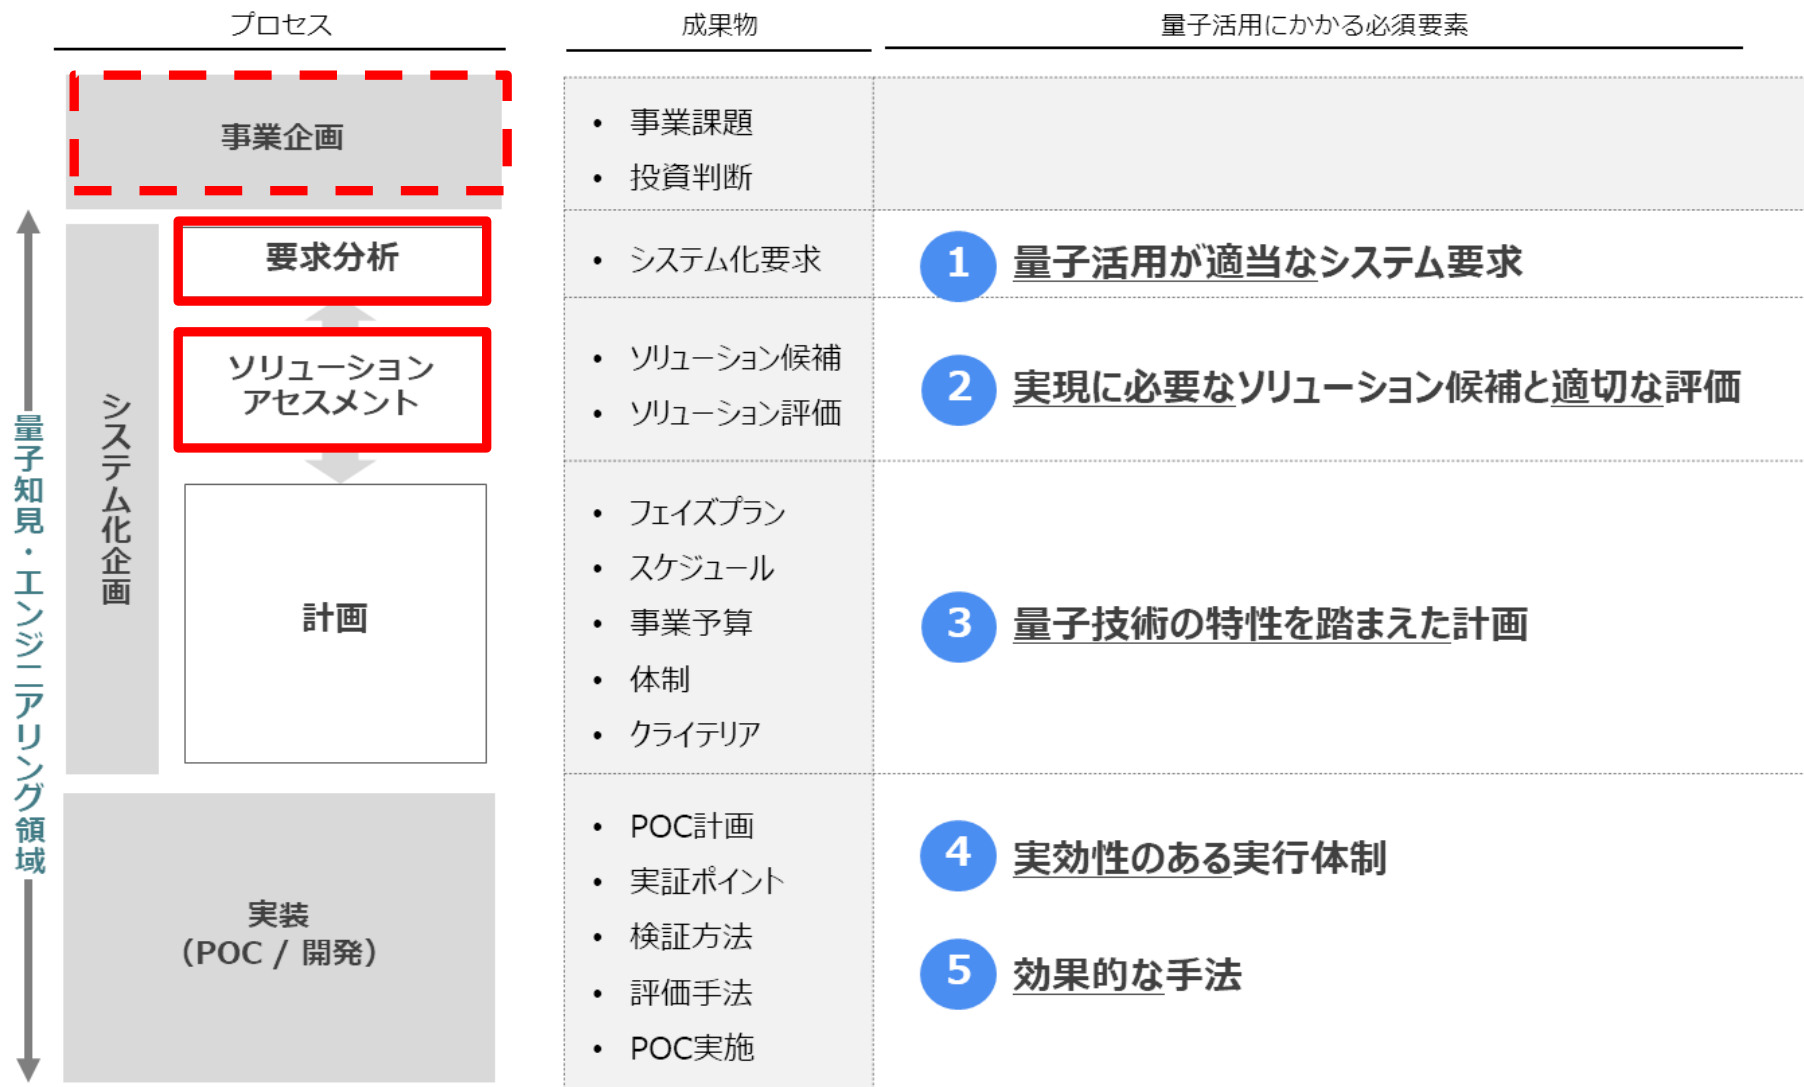 プロセス
成果物
量子活用にかかる必須要素
事業企画
• 事業課題
• 投資判断
量子知見・エンジニアリング領域
システム化企画
要求分析
• システム化要求
1 量子活用が適当なシステム要求
ソリューション
アセスメント
• ソリューション候補
• ソリューション評価
2 実現に必要なソリューション候補と適切な評価
計画
• フェイズプラン
• スケジュール
• 事業予算
• 体制
• クライテリア
3 量子技術の特性を踏まえた計画
実装
（POC / 開発）
• POC計画
• 実証ポイント
• 検証方法
• 評価手法
• POC実施
4 実効性のある実行体制
5 効果的な手法